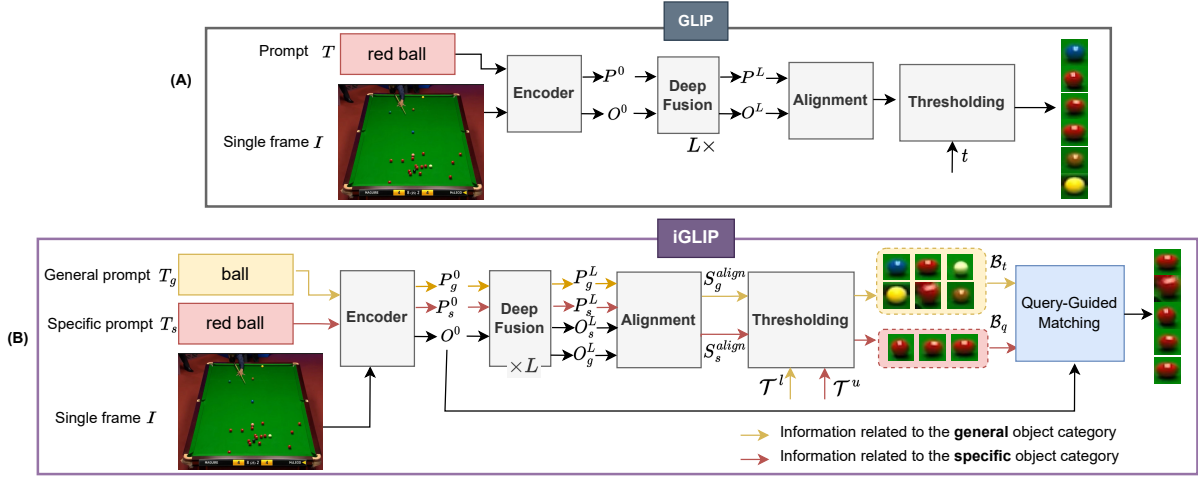 GLIP
(A)
Prompt T
red ball
Single frame I
Encoder
P^0
O^0
Deep
Fusion
L×
P^L
O^L
Alignment
Thresholding
t
iGLIP
(B)
General prompt T_g
ball
Specific prompt T_s
red ball
Single frame I
Encoder
P_g^0
P_s^0
O^0
Deep
Fusion
×L
P_g^L
P_s^L
O_s^L
O_g^L
Alignment
S_g^{align}
S_s^{align}
Thresholding
𝒯^l
𝒯^u
ℬ_t
ℬ_q
Query-Guided
Matching
Information related to the general object category
Information related to the specific object category